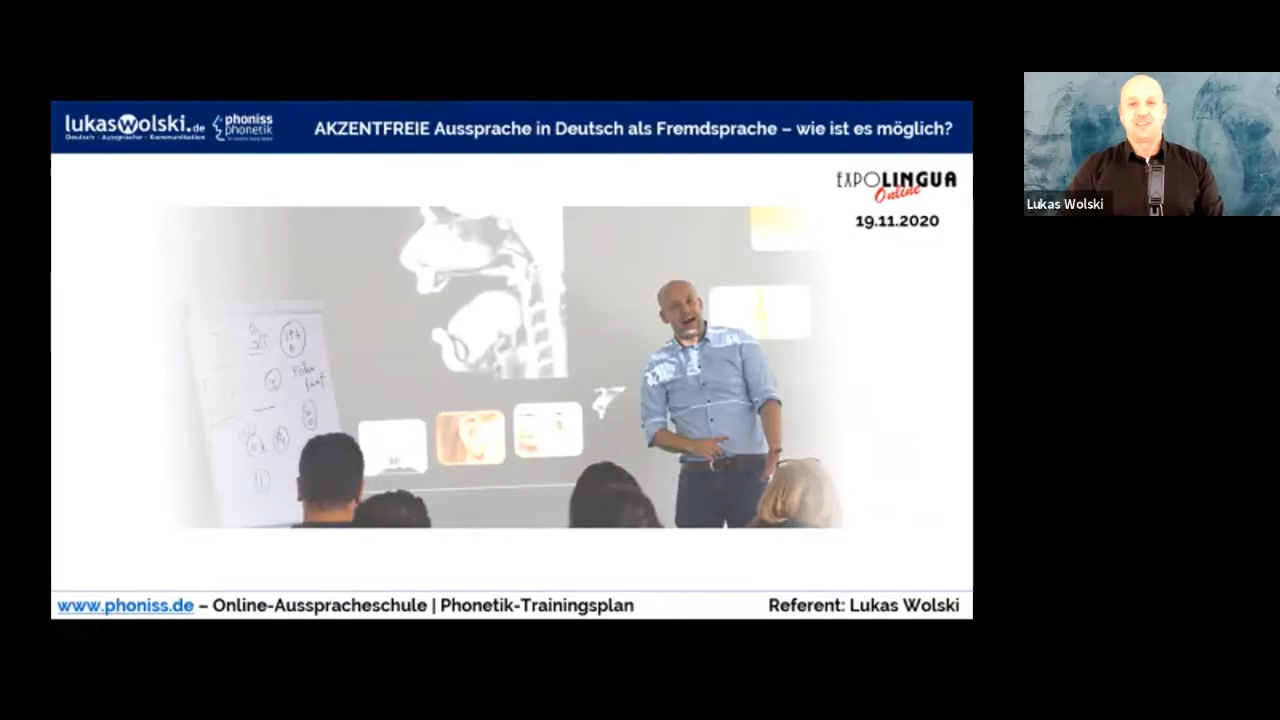 lukaswolski.de
Deutsch - Aussprache - Kommunikation
phoniss
phonetik
AKZENTFREIE Aussprache in Deutsch als Fremdsprache – wie ist es möglich?
EXPOLINGUA
Online
19.11.2020
Lukas Wolski
www.phoniss.de – Online-Ausspracheschule | Phonetik-Trainingsplan
Referent: Lukas Wolski